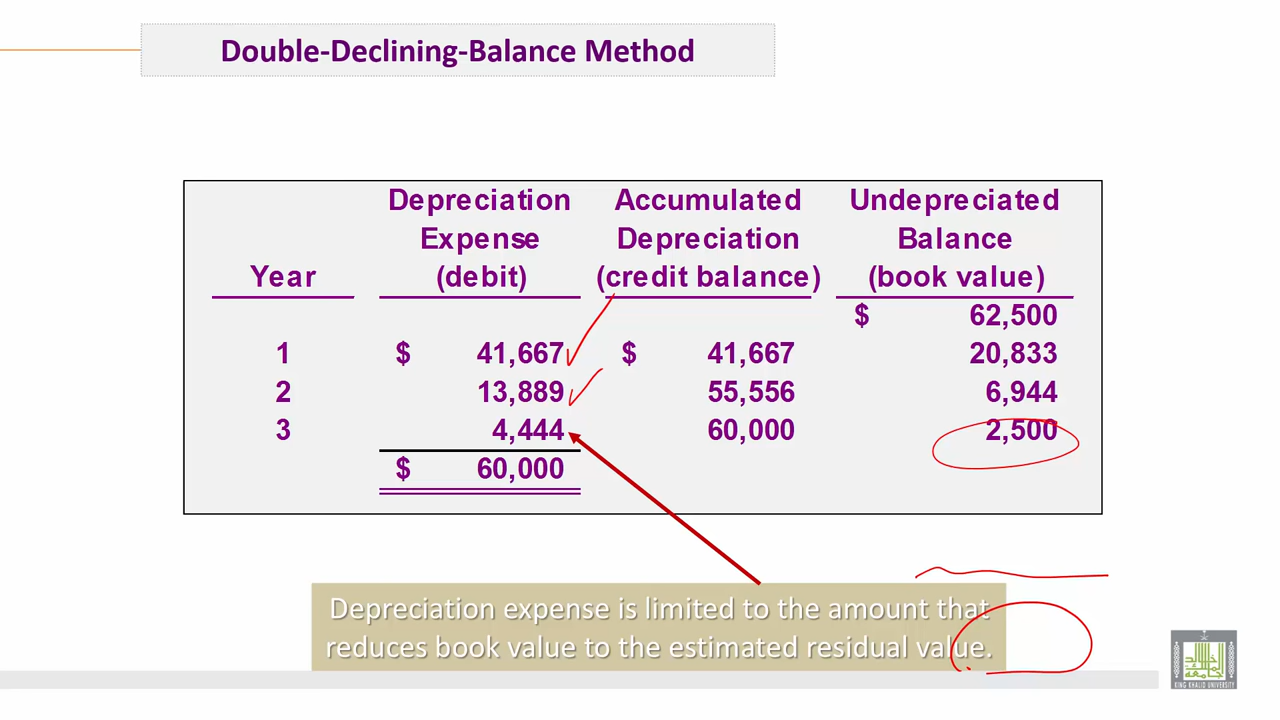 Double-Declining-Balance Method
Depreciation Accumulated Undepreciated
Expense Depreciation Balance
Year (debit) (credit balance) (book value)
$ 62,500
1 $ 41,667 $ 41,667 20,833
2 13,889 55,556 6,944
3 4,444 60,000 2,500
$ 60,000
Depreciation expense is limited to the amount that
reduces book value to the estimated residual value.
KING KHALID UNIVERSITY